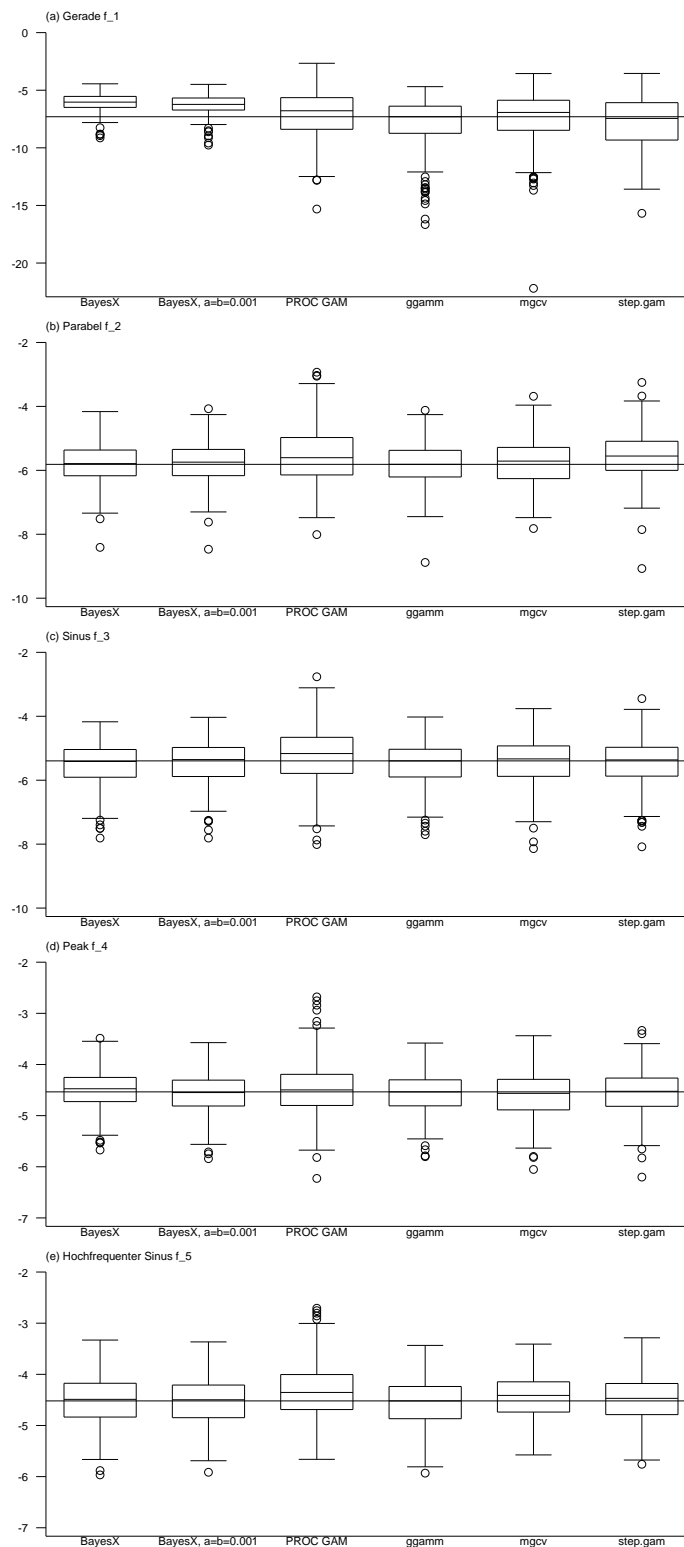 (a) Gerade f_1
0
-5
-10
-15
-20
BayesX BayesX, a=b=0.001 PROC GAM ggamm mgcv step.gam
(b) Parabel f_2
-2
-4
-6
-8
-10
BayesX BayesX, a=b=0.001 PROC GAM ggamm mgcv step.gam
(c) Sinus f_3
-2
-4
-6
-8
-10
BayesX BayesX, a=b=0.001 PROC GAM ggamm mgcv step.gam
(d) Peak f_4
-2
-3
-4
-5
-6
-7
BayesX BayesX, a=b=0.001 PROC GAM ggamm mgcv step.gam
(e) Hochfrequenter Sinus f_5
-2
-3
-4
-5
-6
-7
BayesX BayesX, a=b=0.001 PROC GAM ggamm mgcv step.gam